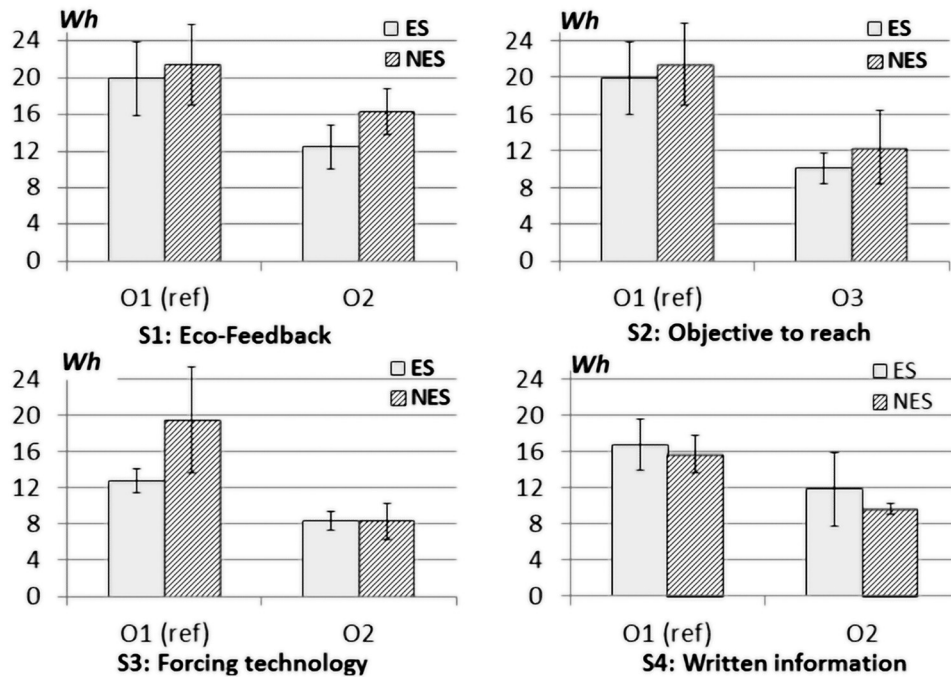 Wh
ES
NES
24
20
16
12
8
4
0
O1 (ref) O2
S1: Eco-Feedback
Wh
ES
NES
24
20
16
12
8
4
0
O1 (ref) O3
S2: Objective to reach
Wh
ES
NES
24
20
16
12
8
4
0
O1 (ref) O2
S3: Forcing technology
Wh
ES
NES
24
20
16
12
8
4
0
O1 (ref) O2
S4: Written information